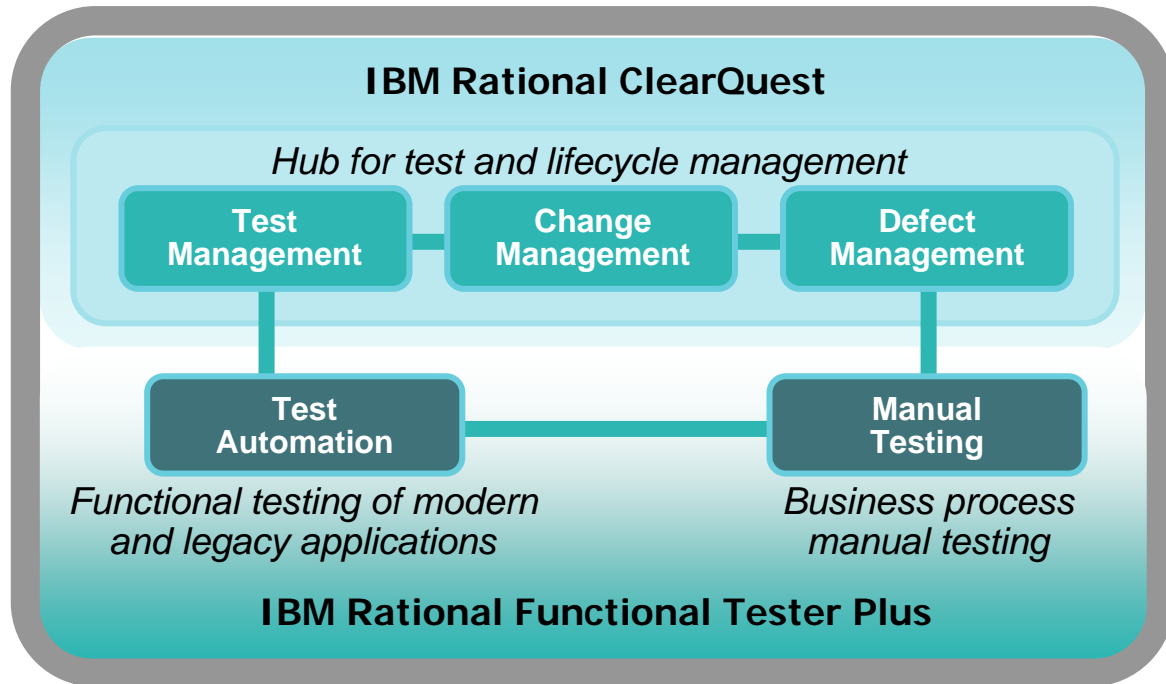 IBM Rational ClearQuest
Hub for test and lifecycle management
Test
Management
Change
Management
Defect
Management
Test
Automation
Manual
Testing
Functional testing of modern
and legacy applications
Business process
manual testing
IBM Rational Functional Tester Plus